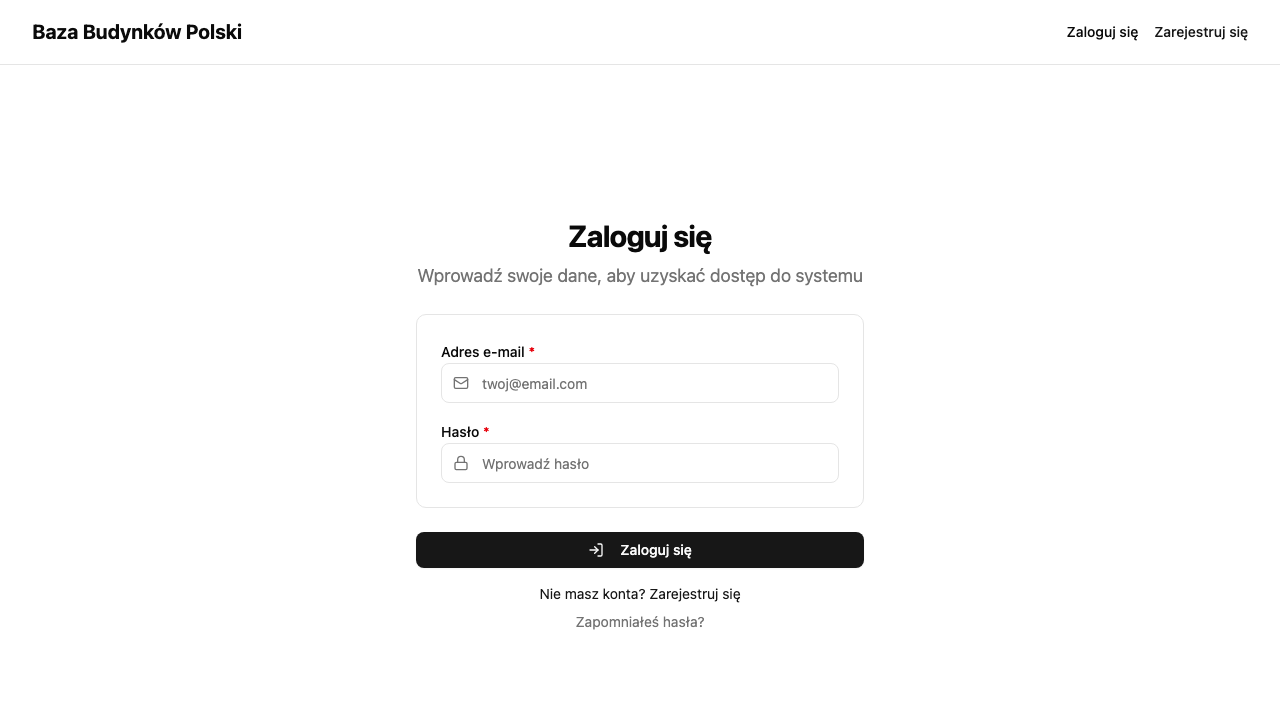 Baza Budynków Polski
Zaloguj się
Zarejestruj się
Zaloguj się
Wprowadź swoje dane, aby uzyskać dostęp do systemu
Adres e-mail *
twoj@email.com
Hasło *
Wprowadź hasło
Zaloguj się
Nie masz konta? Zarejestruj się
Zapomniałeś hasła?